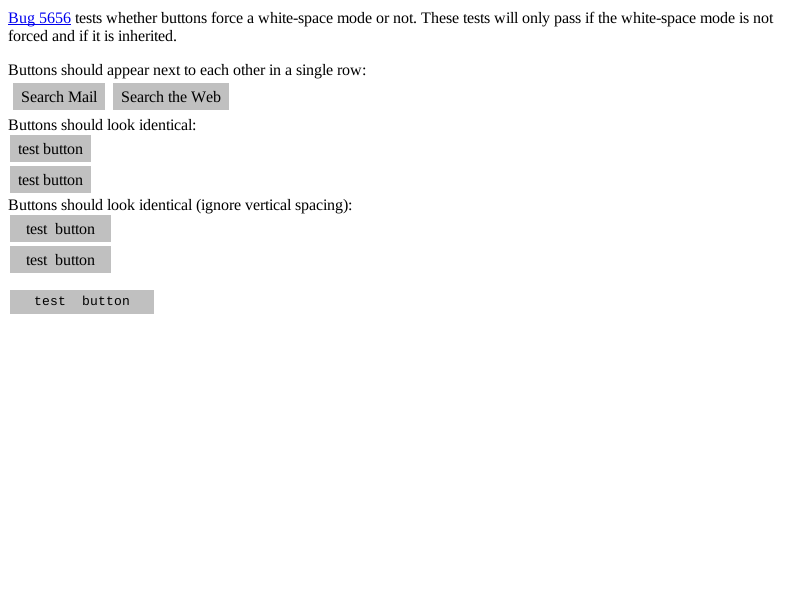 Bug 5656 tests whether buttons force a white-space mode or not. These tests will only pass if the white-space mode is not
forced and if it is inherited.
Buttons should appear next to each other in a single row:
Search Mail Search the Web
Buttons should look identical:
test button
test button
Buttons should look identical (ignore vertical spacing):
test  button
test  button
test  button